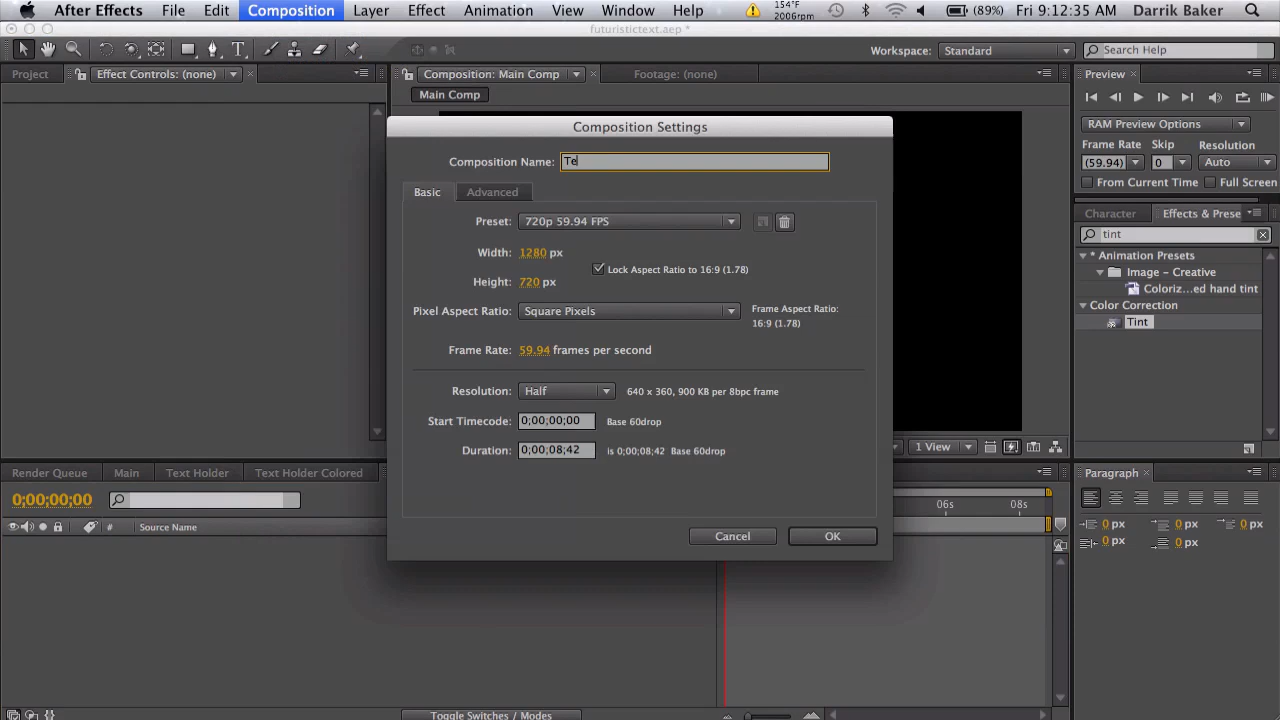 After Effects File Edit Composition Layer Effect Animation View Window Help 154°F 2006rpm (89%) Fri 9:12:35 AM Darrik Baker
futuristictext.aep *
Workspace: Standard Search Help
Project Effect Controls: (none) Composition: Main Comp Footage: (none) Preview
Main Comp
Composition Settings
Composition Name: Te
Basic Advanced
Preset: 720p 59.94 FPS
Width: 1280 px
Lock Aspect Ratio to 16:9 (1.78)
Height: 720 px
Pixel Aspect Ratio: Square Pixels
Frame Aspect Ratio:
16:9 (1.78)
Frame Rate: 59.94 frames per second
Resolution: Half 640 x 360, 900 KB per 8bpc frame
Start Timecode: 0;00;00;00 Base 60drop
Duration: 0;00;08;42 is 0;00;08;42 Base 60drop
Cancel OK
RAM Preview Options
Frame Rate Skip Resolution
(59.94) 0 Auto
From Current Time Full Screen
Character Effects & Prese
tint
* Animation Presets
Image – Creative
Coloriz...ed hand tint
Color Correction
Tint
1 View
Render Queue Main Text Holder Text Holder Colored
Paragraph
0;00;00;00
06s 08s
# Source Name
0 px 0 px 0 px
0 px 0 px
Toggle Switches / Modes